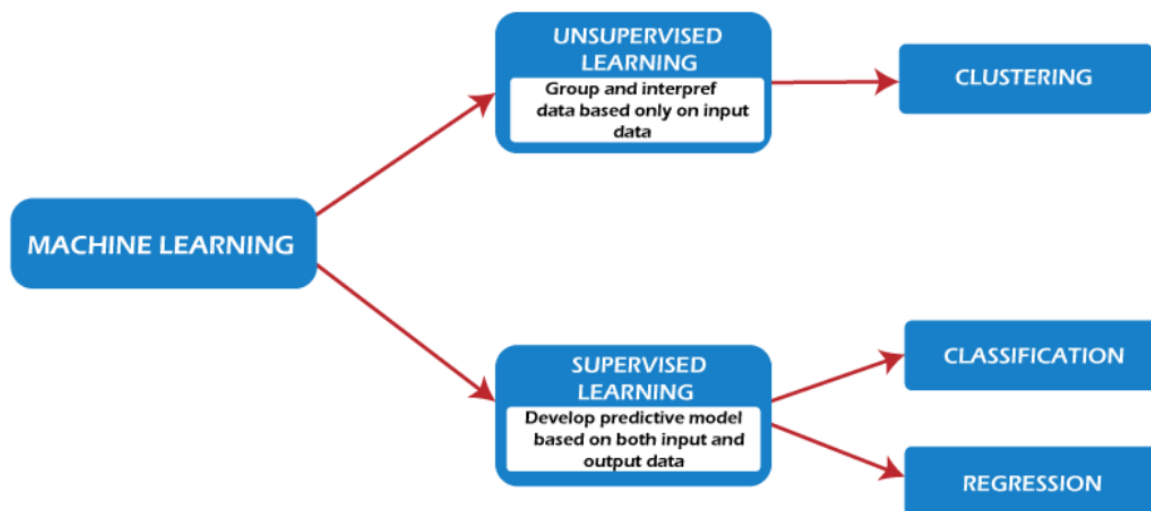 UNSUPERVISED
LEARNING
Group and interpref
data based only on input
data
CLUSTERING
MACHINE LEARNING
SUPERVISED
LEARNING
Develop predictive model
based on both input and
output data
CLASSIFICATION
REGRESSION